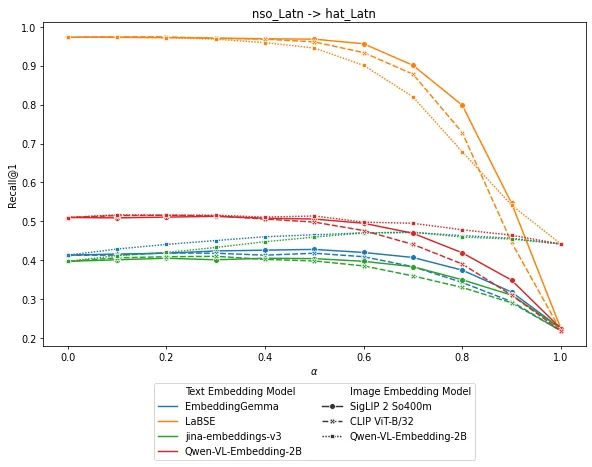 nso_Latn -> hat_Latn
1.0
0.9
0.8
0.7
0.6
0.5
0.4
0.3
0.2
Recall@1
0.0 0.2 0.4 0.6 0.8 1.0
α
Text Embedding Model Image Embedding Model
EmbeddingGemma SigLIP 2 So400m
LaBSE CLIP ViT-B/32
jina-embeddings-v3 Qwen-VL-Embedding-2B
Qwen-VL-Embedding-2B